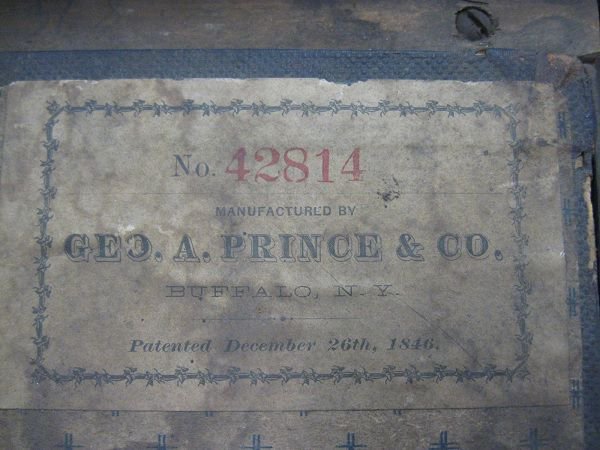 No. 42814
MANUFACTURED BY
GEO. A. PRINCE & CO.
BUFFALO, N. Y.
Patented December 26th, 1846.